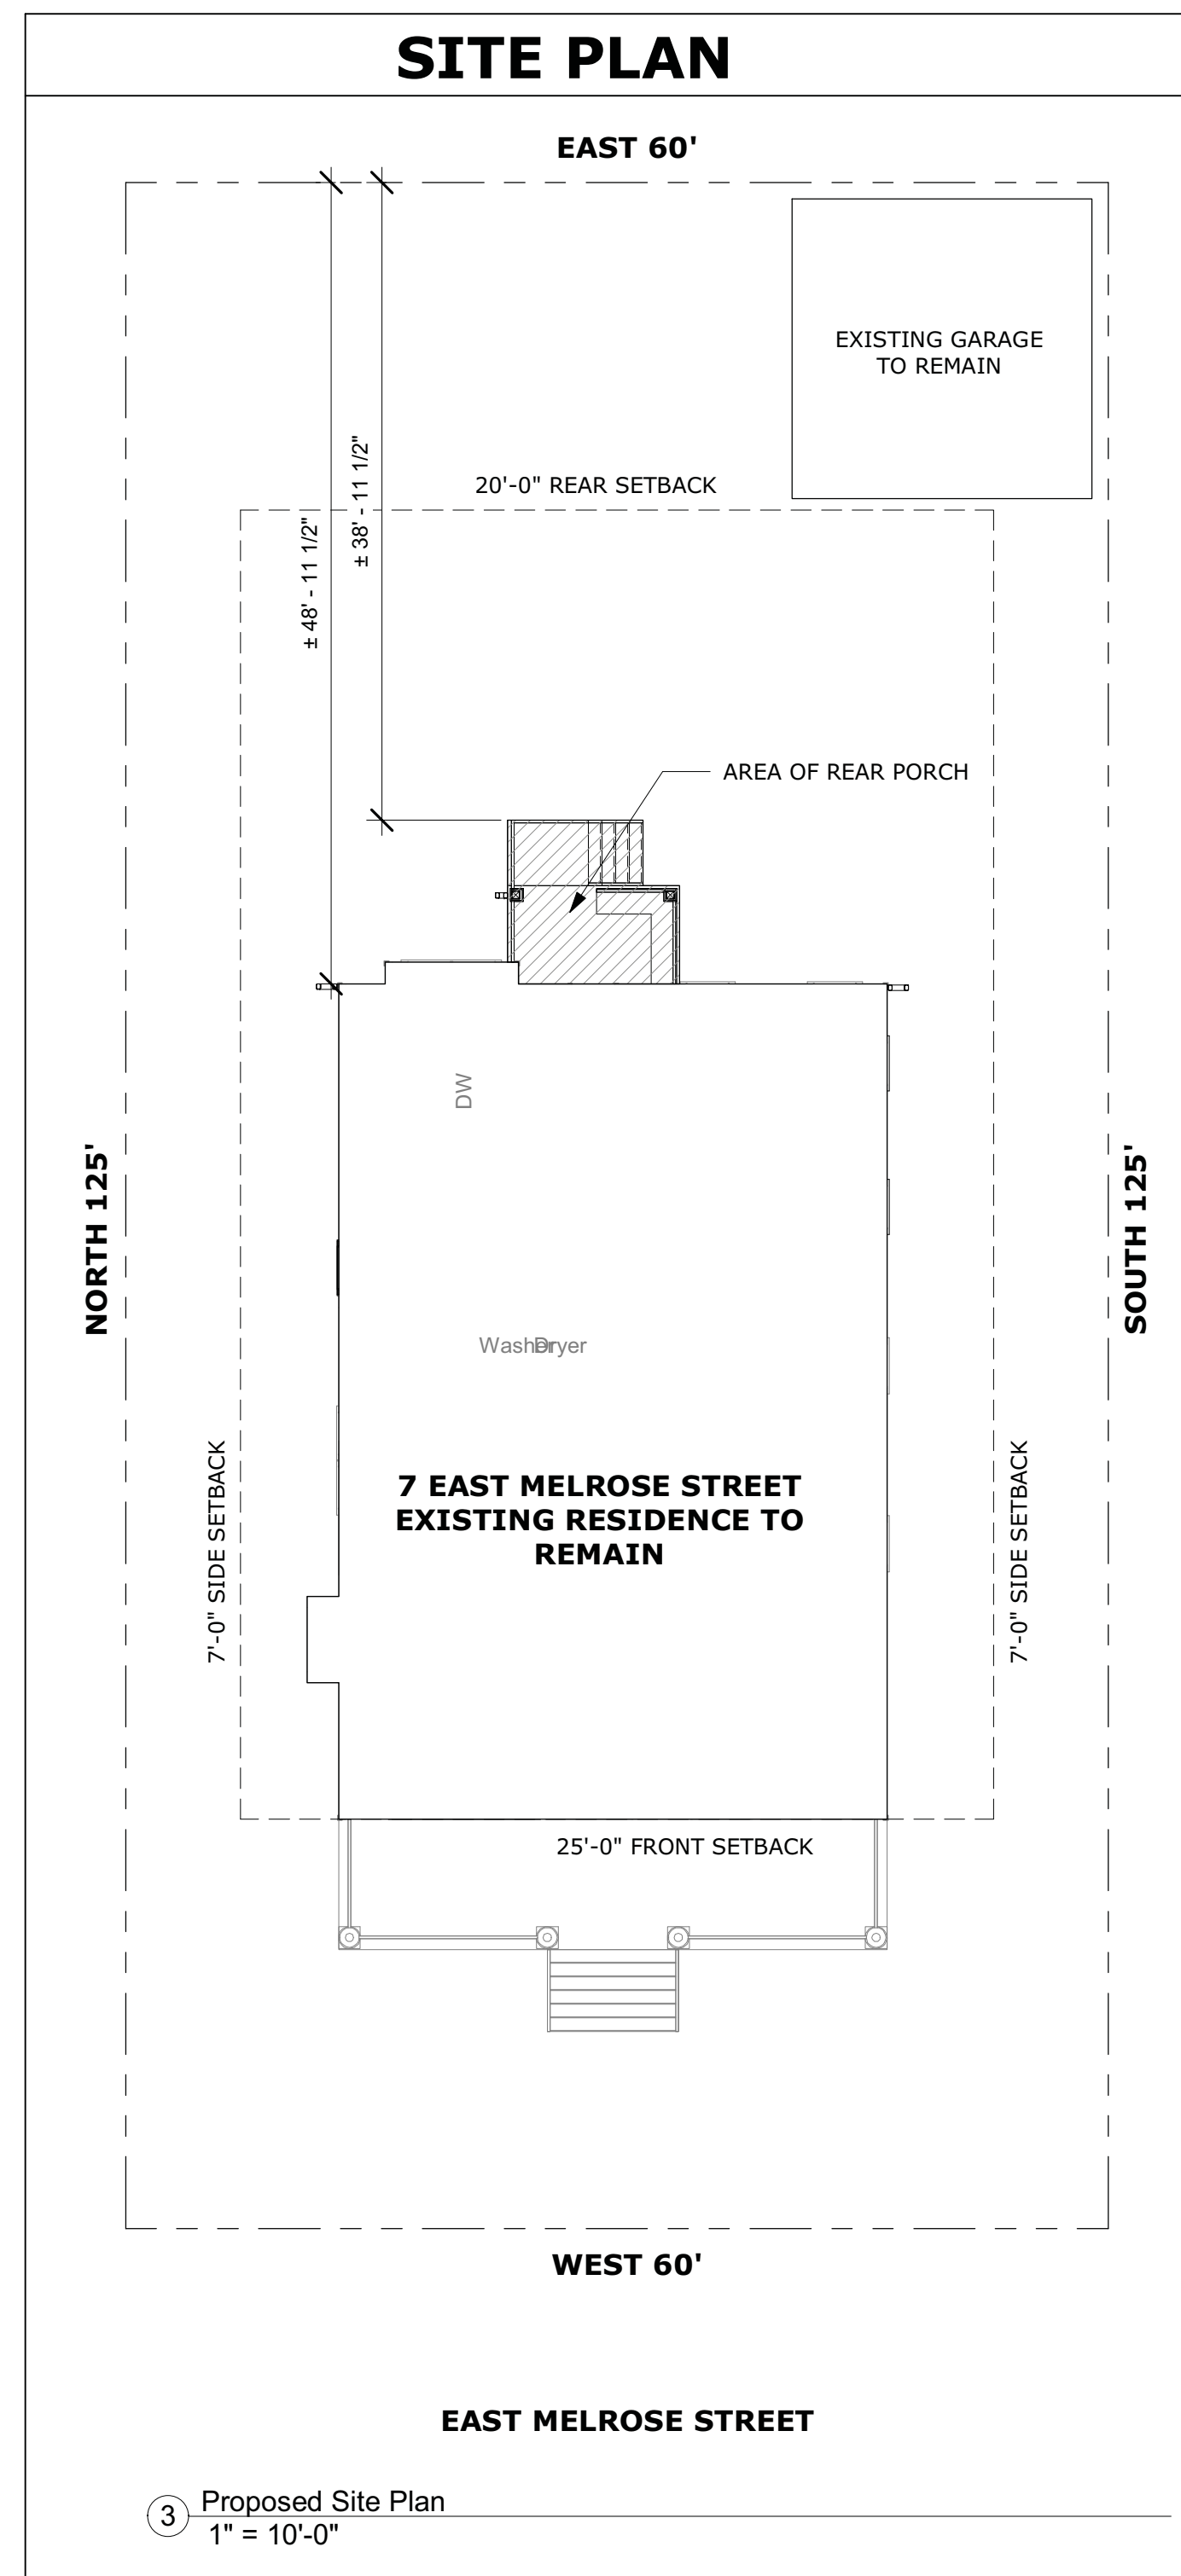 SITE PLAN
EAST 60'
EXISTING GARAGE
TO REMAIN
± 38' - 11 1/2"
20'-0" REAR SETBACK
± 48' - 11 1/2"
AREA OF REAR PORCH
DW
NORTH 125'
SOUTH 125'
Washer
Dryer
7'-0" SIDE SETBACK
7 EAST MELROSE STREET
EXISTING RESIDENCE TO
REMAIN
7'-0" SIDE SETBACK
25'-0" FRONT SETBACK
WEST 60'
EAST MELROSE STREET
3
Proposed Site Plan
1" = 10'-0"